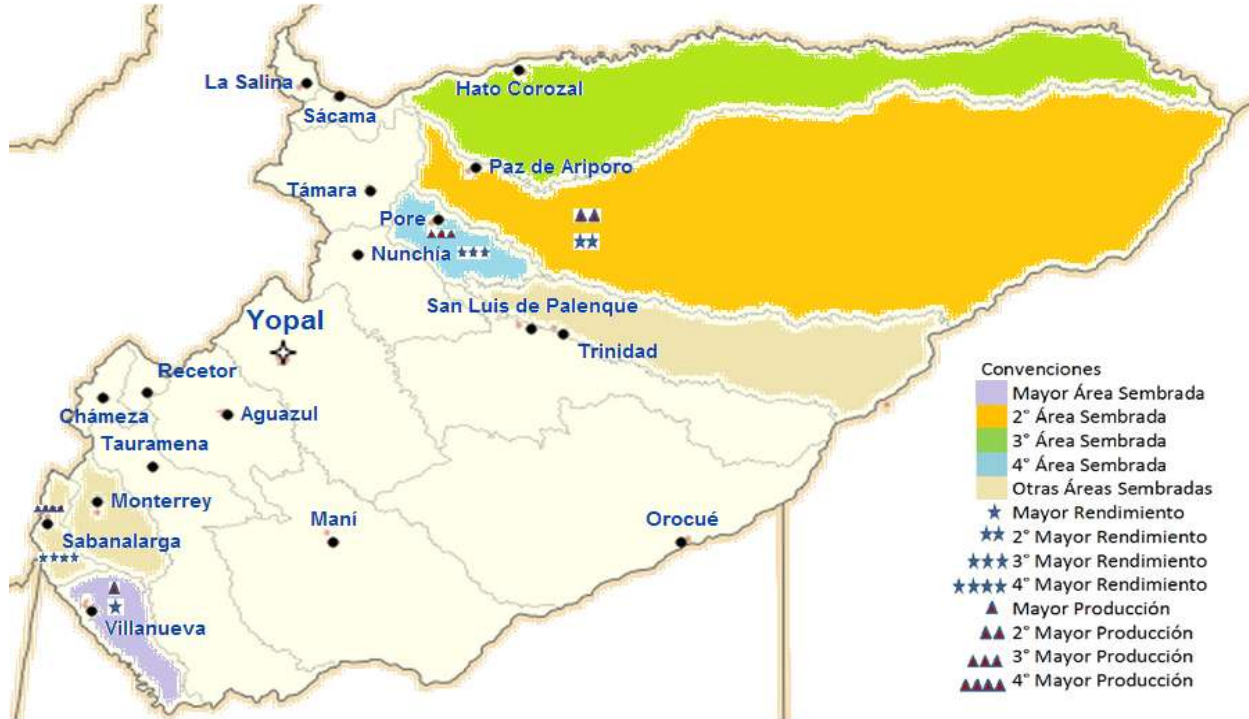 Hato Corozal
La Salina
Sácama
Paz de Ariporo
Támara
Pore
Nunchía
San Luis de Palenque
Yopal
Trinidad
Recetor
Chámeza
Aguazul
Tauramena
Monterrey
Maní
Orocué
Sabanalarga
Villanueva
Convenciones
Mayor Área Sembrada
2° Área Sembrada
3° Área Sembrada
4° Área Sembrada
Otras Áreas Sembradas
Mayor Rendimiento
2° Mayor Rendimiento
3° Mayor Rendimiento
4° Mayor Rendimiento
Mayor Producción
2° Mayor Producción
3° Mayor Producción
4° Mayor Producción